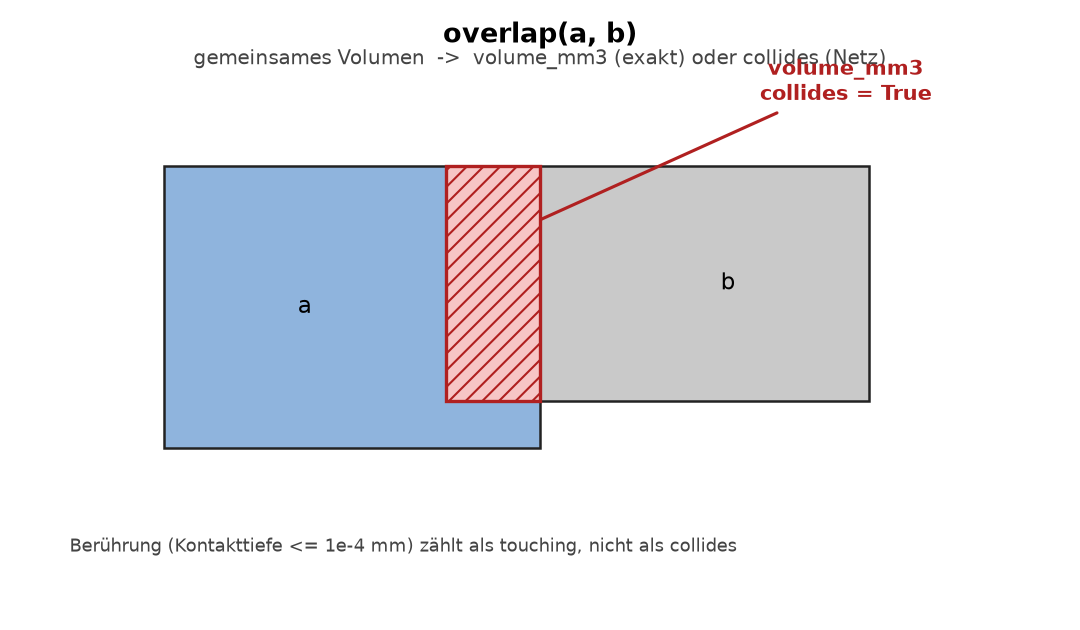 overlap(a, b)
gemeinsames Volumen  ->  volume_mm3 (exakt) oder collides (Netz)
volume_mm3
collides = True
a
b
Berührung (Kontakttiefe <= 1e-4 mm) zählt als touching, nicht als collides